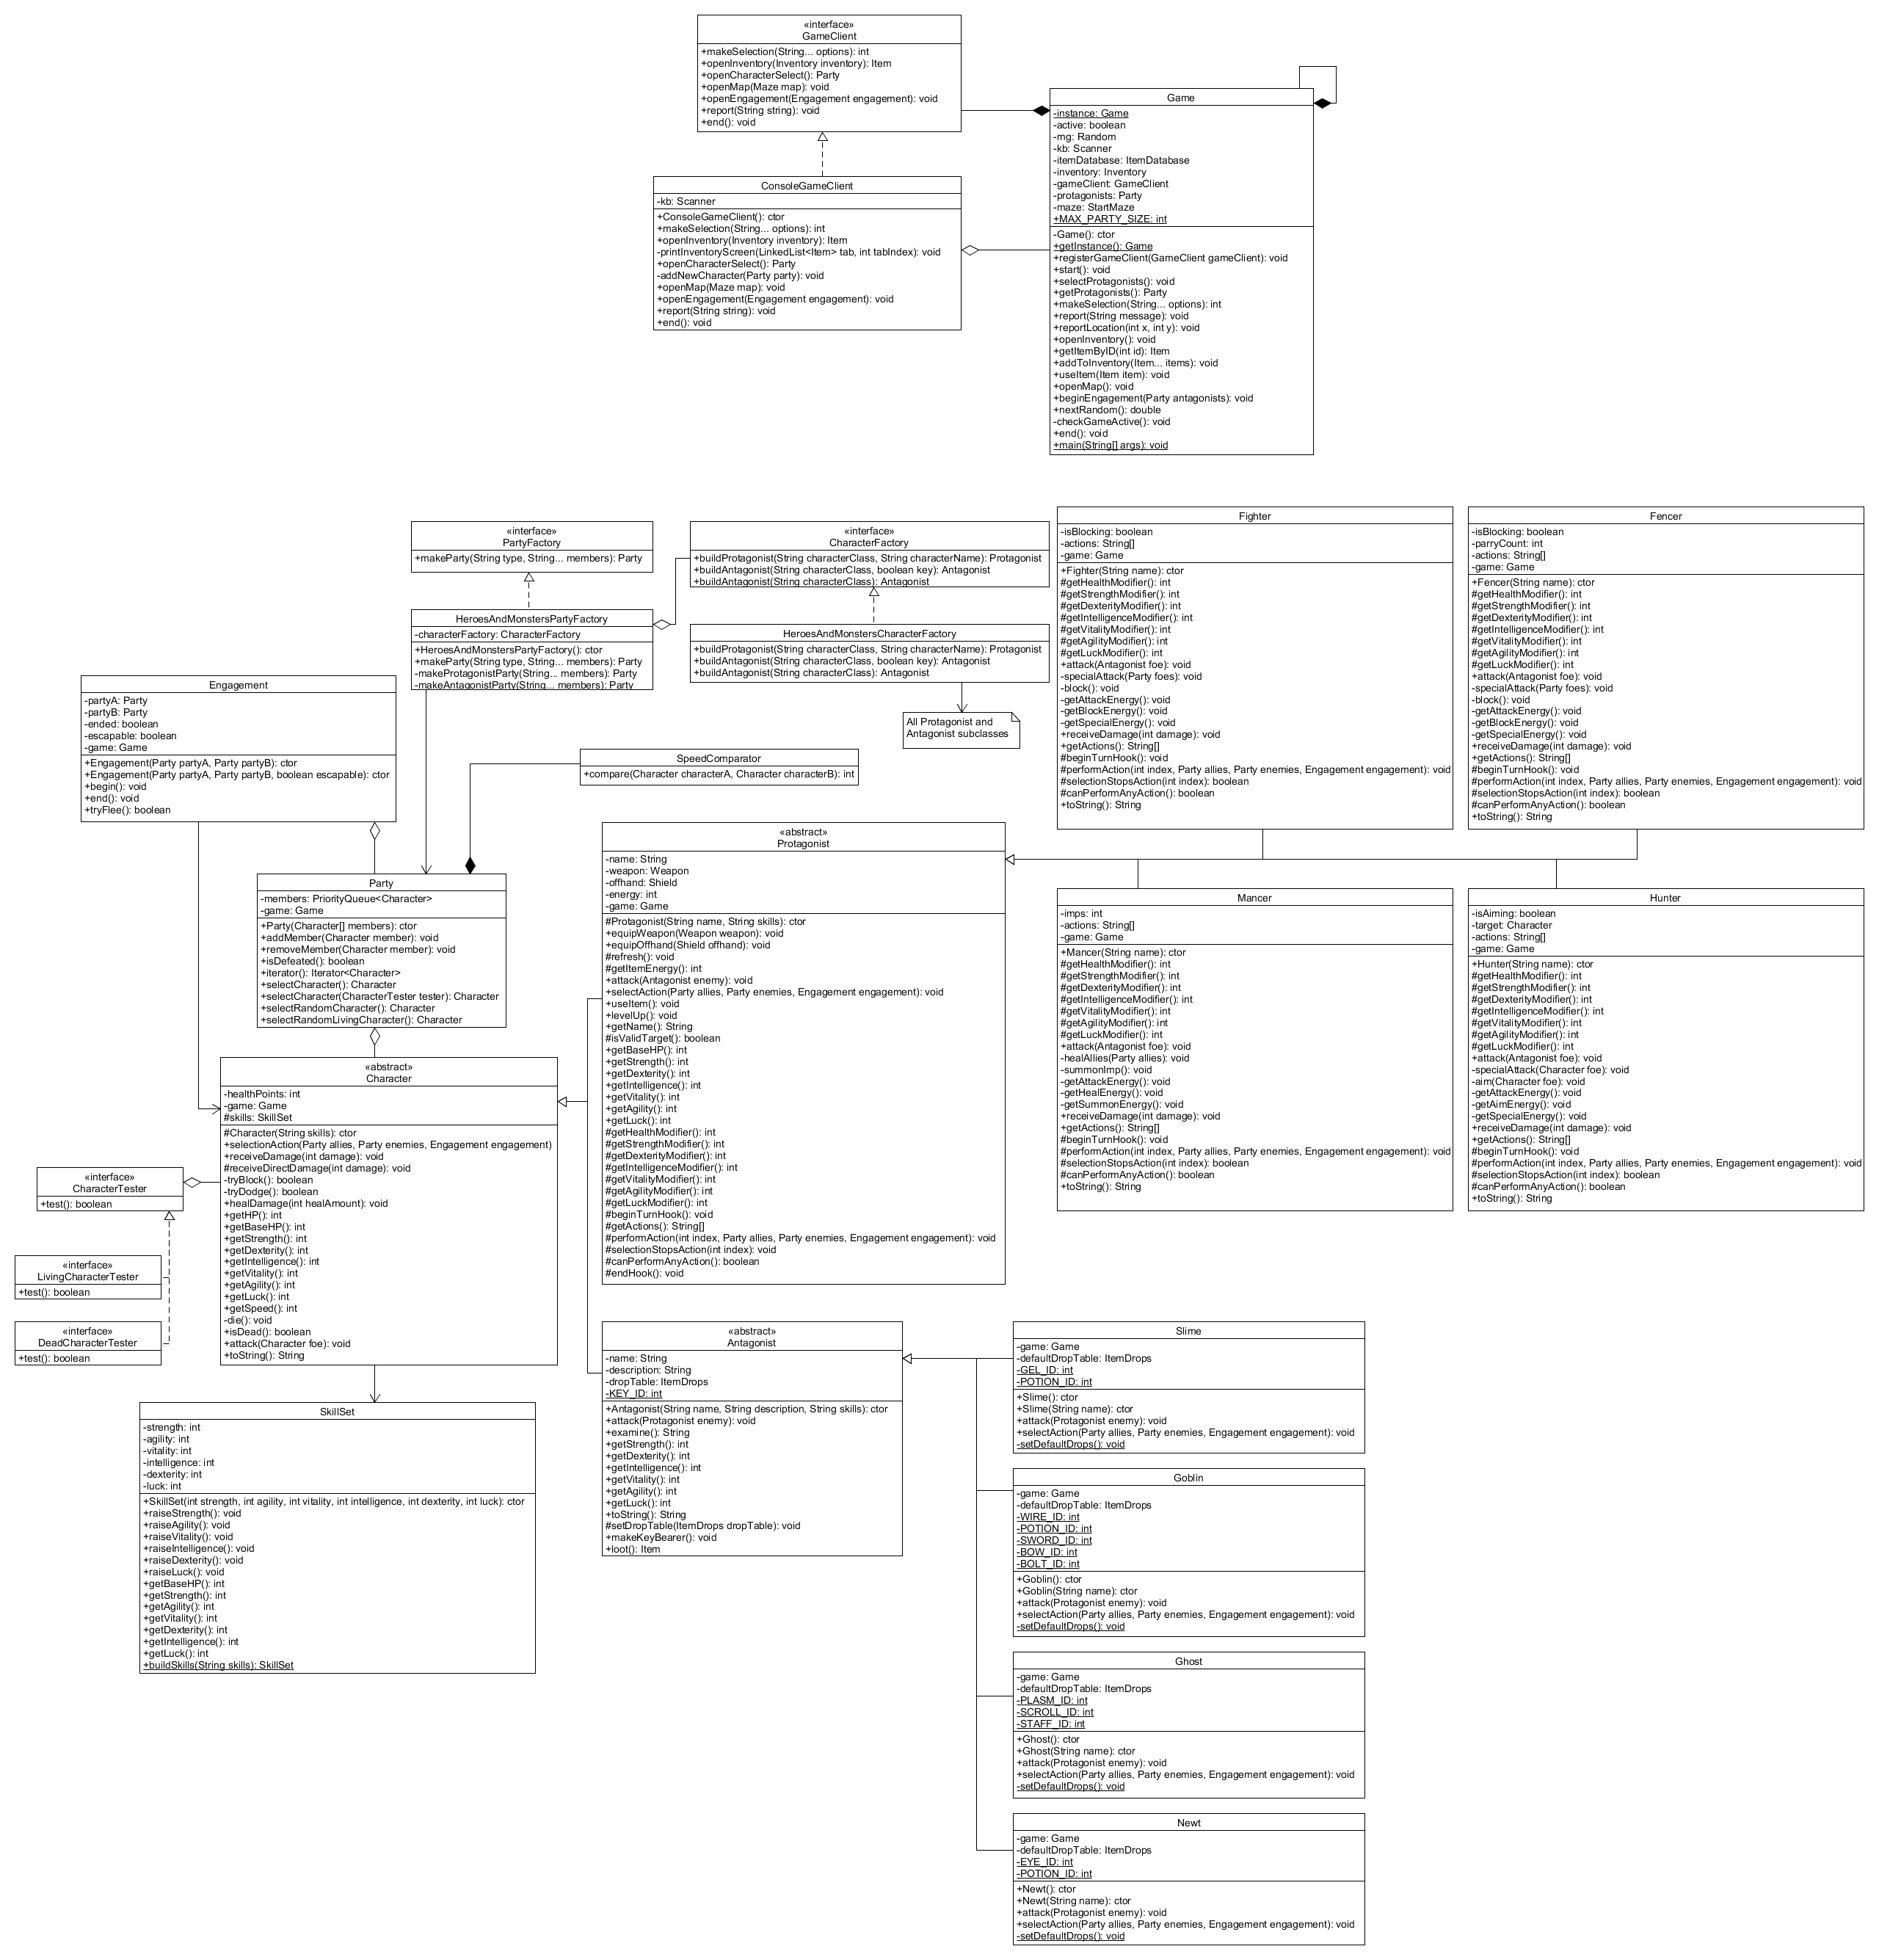 «interface»
GameClient
+makeSelection(String... options): int
+openInventory(Inventory inventory): Item
+openCharacterSelect(): Party
+openMap(Maze map): void
+openEngagement(Engagement engagement): void
+report(String string): void
+end(): void
Game
-instance: Game
-active: boolean
-rng: Random
-kb: Scanner
-itemDatabase: ItemDatabase
-inventory: Inventory
-gameClient: GameClient
-protagonists: Party
-maze: StartMaze
+MAX_PARTY_SIZE: int
-Game(): ctor
+getInstance(): Game
+registerGameClient(GameClient gameClient): void
+start(): void
+selectProtagonists(): void
+getProtagonists(): Party
+makeSelection(String... options): int
+report(String message): void
+reportLocation(int x, int y): void
+openInventory(): void
+getItemByID(int id): Item
+addToInventory(Item... items): void
+useItem(Item item): void
+openMap(): void
+beginEngagement(Party antagonists): void
+nextRandom(): double
-checkGameActive(): void
+end(): void
+main(String[] args): void
ConsoleGameClient
-kb: Scanner
+ConsoleGameClient(): ctor
+makeSelection(String... options): int
+openInventory(Inventory inventory): Item
-printInventoryScreen(LinkedList<Item> tab, int tabIndex): void
+openCharacterSelect(): Party
-addNewCharacter(Party party): void
+openMap(Maze map): void
+openEngagement(Engagement engagement): void
+report(String string): void
+end(): void
«interface»
PartyFactory
+makeParty(String type, String... members): Party
«interface»
CharacterFactory
+buildProtagonist(String characterClass, String characterName): Protagonist
+buildAntagonist(String characterClass, boolean key): Antagonist
+buildAntagonist(String characterClass): Antagonist
Fighter
-isBlocking: boolean
-actions: String[]
-game: Game
+Fighter(String name): ctor
#getHealthModifier(): int
#getStrengthModifier(): int
#getDexterityModifier(): int
#getIntelligenceModifier(): int
#getVitalityModifier(): int
#getAgilityModifier(): int
#getLuckModifier(): int
+attack(Antagonist foe): void
-specialAttack(Party foes): void
-block(): void
-getAttackEnergy(): void
-getBlockEnergy(): void
-getSpecialEnergy(): void
+receiveDamage(int damage): void
+getActions(): String[]
#beginTurnHook(): void
#performAction(int index, Party allies, Party enemies, Engagement engagement): void
#selectionStopsAction(int index): boolean
#canPerformAnyAction(): boolean
+toString(): String
Fencer
-isBlocking: boolean
-parryCount: int
-actions: String[]
-game: Game
+Fencer(String name): ctor
#getHealthModifier(): int
#getStrengthModifier(): int
#getDexterityModifier(): int
#getIntelligenceModifier(): int
#getVitalityModifier(): int
#getAgilityModifier(): int
#getLuckModifier(): int
+attack(Antagonist foe): void
-specialAttack(Party foes): void
-block(): void
-getAttackEnergy(): void
-getBlockEnergy(): void
-getSpecialEnergy(): void
+receiveDamage(int damage): void
+getActions(): String[]
#beginTurnHook(): void
#performAction(int index, Party allies, Party enemies, Engagement engagement): void
#selectionStopsAction(int index): boolean
#canPerformAnyAction(): boolean
+toString(): String
HeroesAndMonstersPartyFactory
-characterFactory: CharacterFactory
+HeroesAndMonstersPartyFactory(): ctor
+makeParty(String type, String... members): Party
-makeProtagonistParty(String... members): Party
-makeAntagonistParty(String... members): Party
HeroesAndMonstersCharacterFactory
+buildProtagonist(String characterClass, String characterName): Protagonist
+buildAntagonist(String characterClass, boolean key): Antagonist
+buildAntagonist(String characterClass): Antagonist
All Protagonist and
Antagonist subclasses
Engagement
-partyA: Party
-partyB: Party
-ended: boolean
-escapable: boolean
-game: Game
+Engagement(Party partyA, Party partyB): ctor
+Engagement(Party partyA, Party partyB, boolean escapable): ctor
+begin(): void
+end(): void
+tryFlee(): boolean
SpeedComparator
+compare(Character characterA, Character characterB): int
Party
-members: PriorityQueue<Character>
-game: Game
+Party(Character[] members): ctor
+addMember(Character member): void
+removeMember(Character member): void
+isDefeated(): boolean
+iterator(): Iterator<Character>
+selectCharacter(): Character
+selectCharacter(CharacterTester tester): Character
+selectRandomCharacter(): Character
+selectRandomLivingCharacter(): Character
«abstract»
Protagonist
-name: String
-weapon: Weapon
-offhand: Shield
-energy: int
-game: Game
#Protagonist(String name, String skills): ctor
+equipWeapon(Weapon weapon): void
+equipOffhand(Shield offhand): void
#refresh(): void
#getItemEnergy(): int
+attack(Antagonist enemy): void
+selectAction(Party allies, Party enemies, Engagement engagement): void
+useItem(): void
+levelUp(): void
+getName(): String
#isValidTarget(): boolean
+getBaseHP(): int
+getStrength(): int
+getDexterity(): int
+getIntelligence(): int
+getVitality(): int
+getAgility(): int
+getLuck(): int
#getHealthModifier(): int
#getStrengthModifier(): int
#getDexterityModifier(): int
#getIntelligenceModifier(): int
#getVitalityModifier(): int
#getAgilityModifier(): int
#getLuckModifier(): int
#beginTurnHook(): void
#getActions(): String[]
#performAction(int index, Party allies, Party enemies, Engagement engagement): void
#selectionStopsAction(int index): void
#canPerformAnyAction(): boolean
#endHook(): void
Mancer
-imps: int
-actions: String[]
-game: Game
+Mancer(String name): ctor
#getHealthModifier(): int
#getStrengthModifier(): int
#getDexterityModifier(): int
#getIntelligenceModifier(): int
#getVitalityModifier(): int
#getAgilityModifier(): int
#getLuckModifier(): int
+attack(Antagonist foe): void
-healAllies(Party allies): void
-summonImp(): void
-getAttackEnergy(): void
-getHealEnergy(): void
-getSummonEnergy(): void
+receiveDamage(int damage): void
+getActions(): String[]
#beginTurnHook(): void
#performAction(int index, Party allies, Party enemies, Engagement engagement): void
#selectionStopsAction(int index): boolean
#canPerformAnyAction(): boolean
+toString(): String
Hunter
-isAiming: boolean
-target: Character
-actions: String[]
-game: Game
+Hunter(String name): ctor
#getHealthModifier(): int
#getStrengthModifier(): int
#getDexterityModifier(): int
#getIntelligenceModifier(): int
#getVitalityModifier(): int
#getAgilityModifier(): int
#getLuckModifier(): int
+attack(Antagonist foe): void
-specialAttack(Character foe): void
-aim(Character foe): void
-getAttackEnergy(): void
-getAimEnergy(): void
-getSpecialEnergy(): void
+receiveDamage(int damage): void
+getActions(): String[]
#beginTurnHook(): void
#performAction(int index, Party allies, Party enemies, Engagement engagement): void
#selectionStopsAction(int index): boolean
#canPerformAnyAction(): boolean
+toString(): String
«abstract»
Character
-healthPoints: int
-game: Game
#skills: SkillSet
#Character(String skills): ctor
+selectionAction(Party allies, Party enemies, Engagement engagement)
+receiveDamage(int damage): void
#receiveDirectDamage(int damage): void
-tryBlock(): boolean
-tryDodge(): boolean
+healDamage(int healAmount): void
+getHP(): int
+getBaseHP(): int
+getStrength(): int
+getDexterity(): int
+getIntelligence(): int
+getVitality(): int
+getAgility(): int
+getLuck(): int
+getSpeed(): int
-die(): void
+isDead(): boolean
+attack(Character foe): void
+toString(): String
«interface»
CharacterTester
+test(): boolean
«interface»
LivingCharacterTester
+test(): boolean
«interface»
DeadCharacterTester
+test(): boolean
«abstract»
Antagonist
-name: String
-description: String
-dropTable: ItemDrops
-KEY_ID: int
+Antagonist(String name, String description, String skills): ctor
+attack(Protagonist enemy): void
+examine(): String
+getStrength(): int
+getDexterity(): int
+getIntelligence(): int
+getVitality(): int
+getAgility(): int
+getLuck(): int
+toString(): String
#setDropTable(ItemDrops dropTable): void
+makeKeyBearer(): void
+loot(): Item
Slime
-game: Game
-defaultDropTable: ItemDrops
-GEL_ID: int
-POTION_ID: int
+Slime(): ctor
+Slime(String name): ctor
+attack(Protagonist enemy): void
+selectAction(Party allies, Party enemies, Engagement engagement): void
-setDefaultDrops(): void
SkillSet
-strength: int
-agility: int
-vitality: int
-intelligence: int
-dexterity: int
-luck: int
+SkillSet(int strength, int agility, int vitality, int intelligence, int dexterity, int luck): ctor
+raiseStrength(): void
+raiseAgility(): void
+raiseVitality(): void
+raiseIntelligence(): void
+raiseDexterity(): void
+raiseLuck(): void
+getBaseHP(): int
+getStrength(): int
+getAgility(): int
+getVitality(): int
+getDexterity(): int
+getIntelligence(): int
+getLuck(): int
+buildSkills(String skills): SkillSet
Goblin
-game: Game
-defaultDropTable: ItemDrops
-WIRE_ID: int
-POTION_ID: int
-SWORD_ID: int
-BOW_ID: int
-BOLT_ID: int
+Goblin(): ctor
+Goblin(String name): ctor
+attack(Protagonist enemy): void
+selectAction(Party allies, Party enemies, Engagement engagement): void
-setDefaultDrops(): void
Ghost
-game: Game
-defaultDropTable: ItemDrops
-PLASM_ID: int
-SCROLL_ID: int
-STAFF_ID: int
+Ghost(): ctor
+Ghost(String name): ctor
+attack(Protagonist enemy): void
+selectAction(Party allies, Party enemies, Engagement engagement): void
-setDefaultDrops(): void
Newt
-game: Game
-defaultDropTable: ItemDrops
-EYE_ID: int
-POTION_ID: int
+Newt(): ctor
+Newt(String name): ctor
+attack(Protagonist enemy): void
+selectAction(Party allies, Party enemies, Engagement engagement): void
-setDefaultDrops(): void